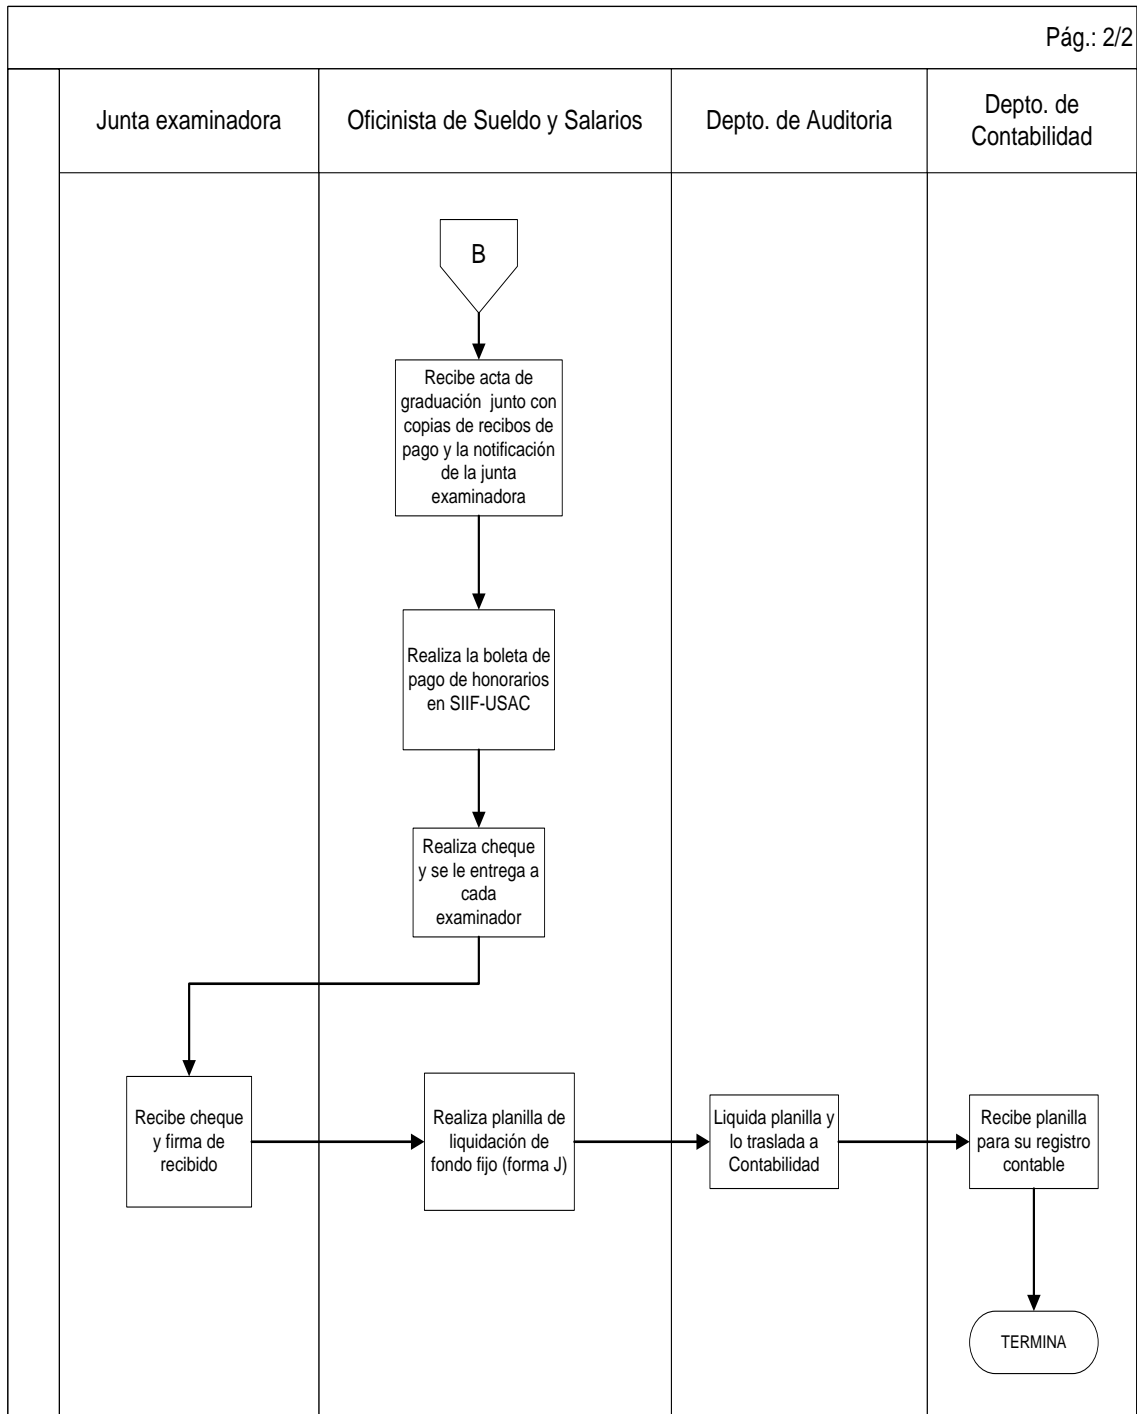 Pág.: 2/2
Junta examinadora
Oficinista de Sueldo y Salarios
Depto. de Auditoria
Depto. de
Contabilidad
B
Recibe acta de
graduación junto con
copias de recibos de
pago y la notificación
de la junta
examinadora
Realiza la boleta de
pago de honorarios
en SIIF-USAC
Realiza cheque
y se le entrega a
cada
examinador
Recibe cheque
y firma de
recibido
Realiza planilla de
liquidación de
fondo fijo (forma J)
Liquida planilla y
lo traslada a
Contabilidad
Recibe planilla
para su registro
contable
TERMINA